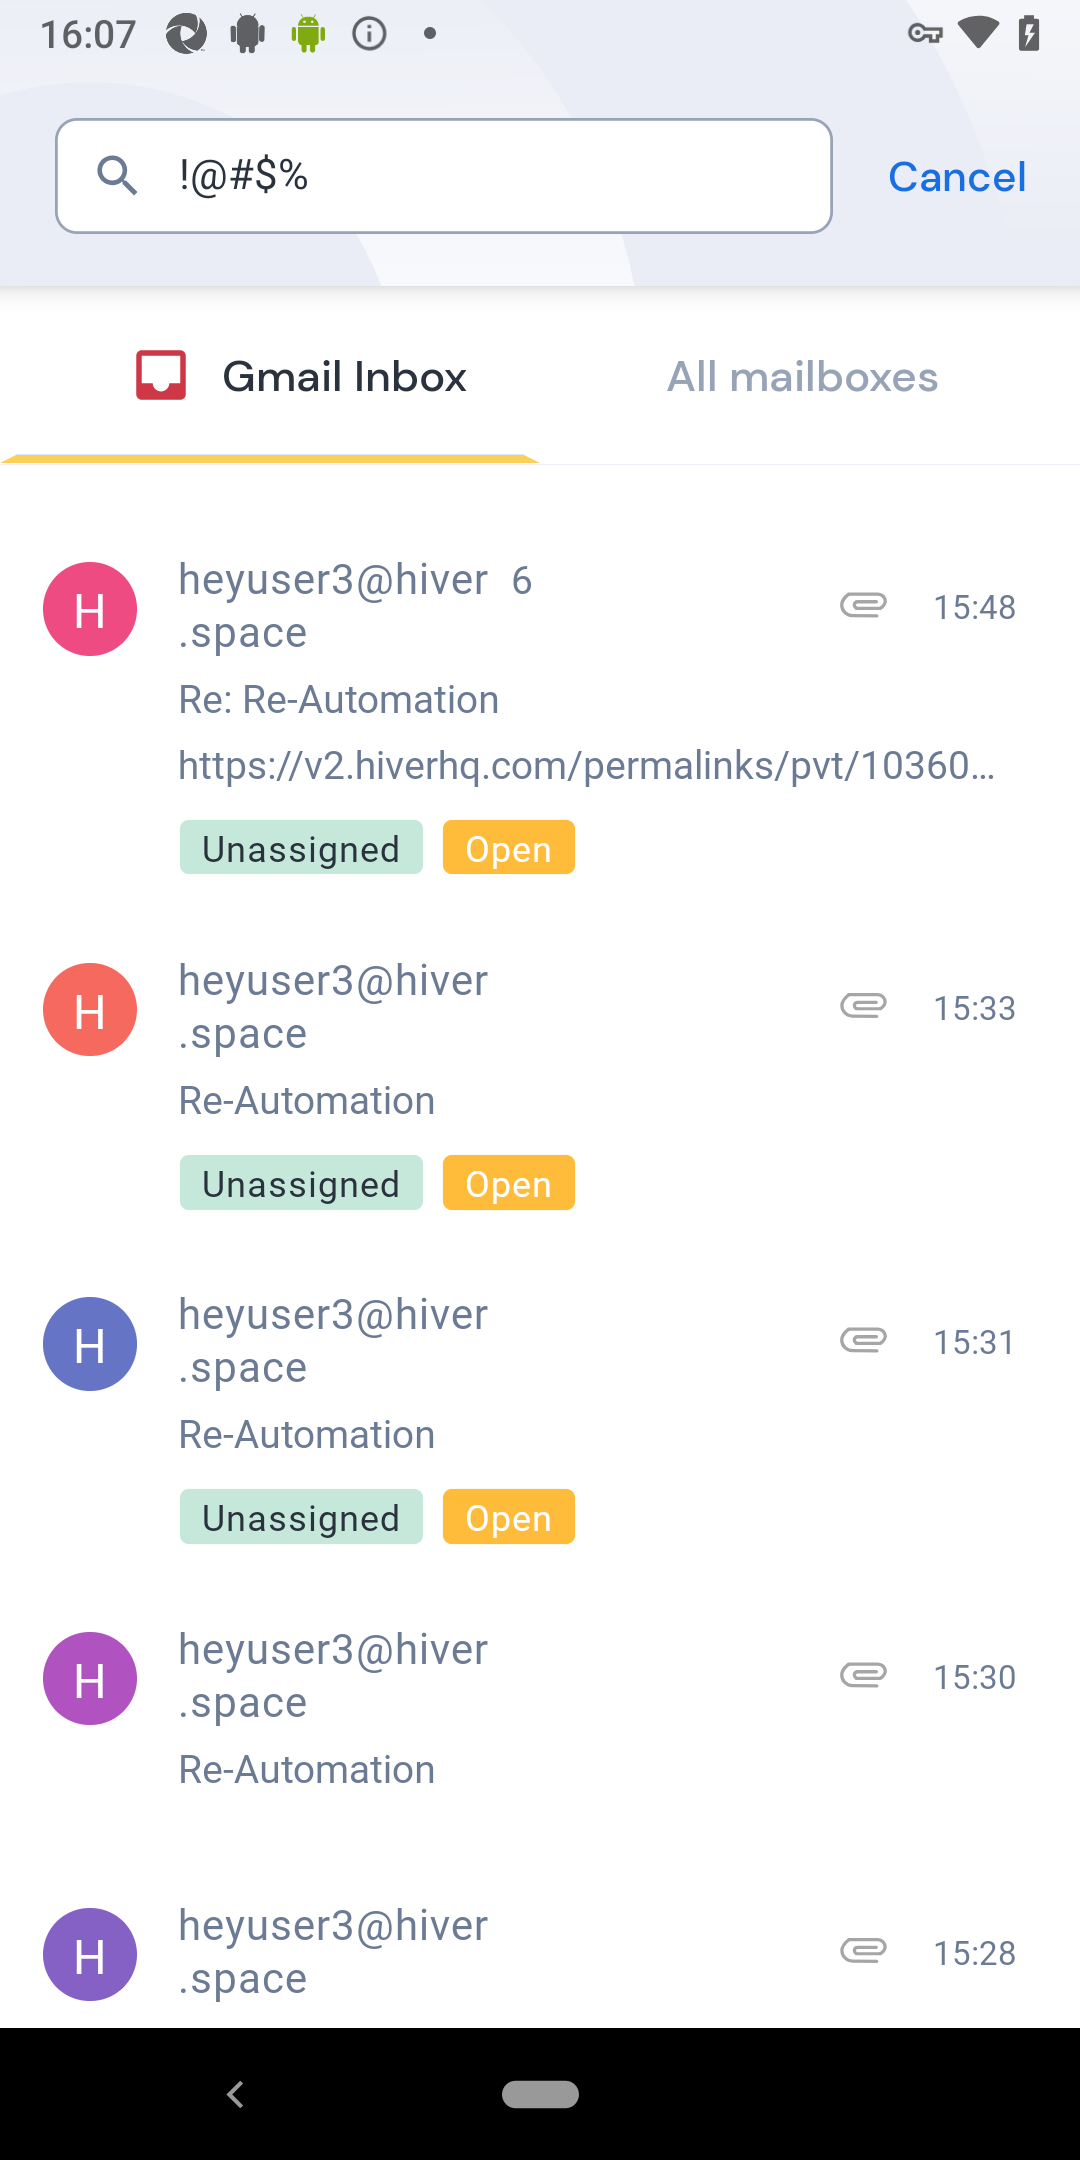 16:07
!@#$%
Cancel
Gmail Inbox
All mailboxes
H
heyuser3@hiver 6
.space
15:48
Re: Re-Automation
https://v2.hiverhq.com/permalinks/pvt/10360...
Unassigned Open
H
heyuser3@hiver
.space
15:33
Re-Automation
Unassigned Open
H
heyuser3@hiver
.space
15:31
Re-Automation
Unassigned Open
H
heyuser3@hiver
.space
15:30
Re-Automation
H
heyuser3@hiver
.space
15:28